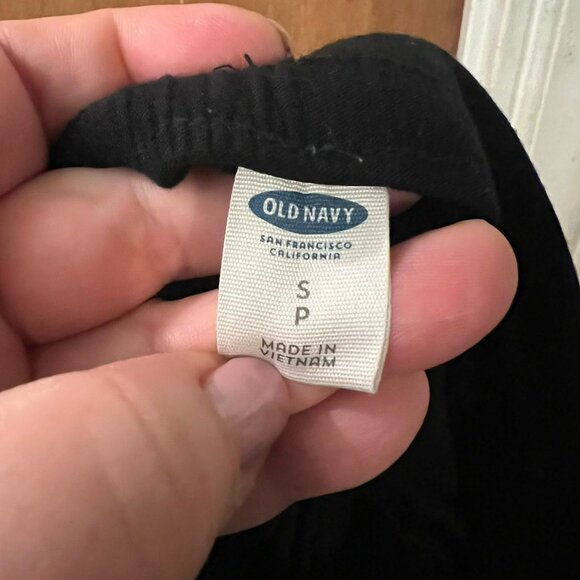 OLD NAVY
SAN FRANCISCO
CALIFORNIA
S
P
MADE IN
VIETNAM